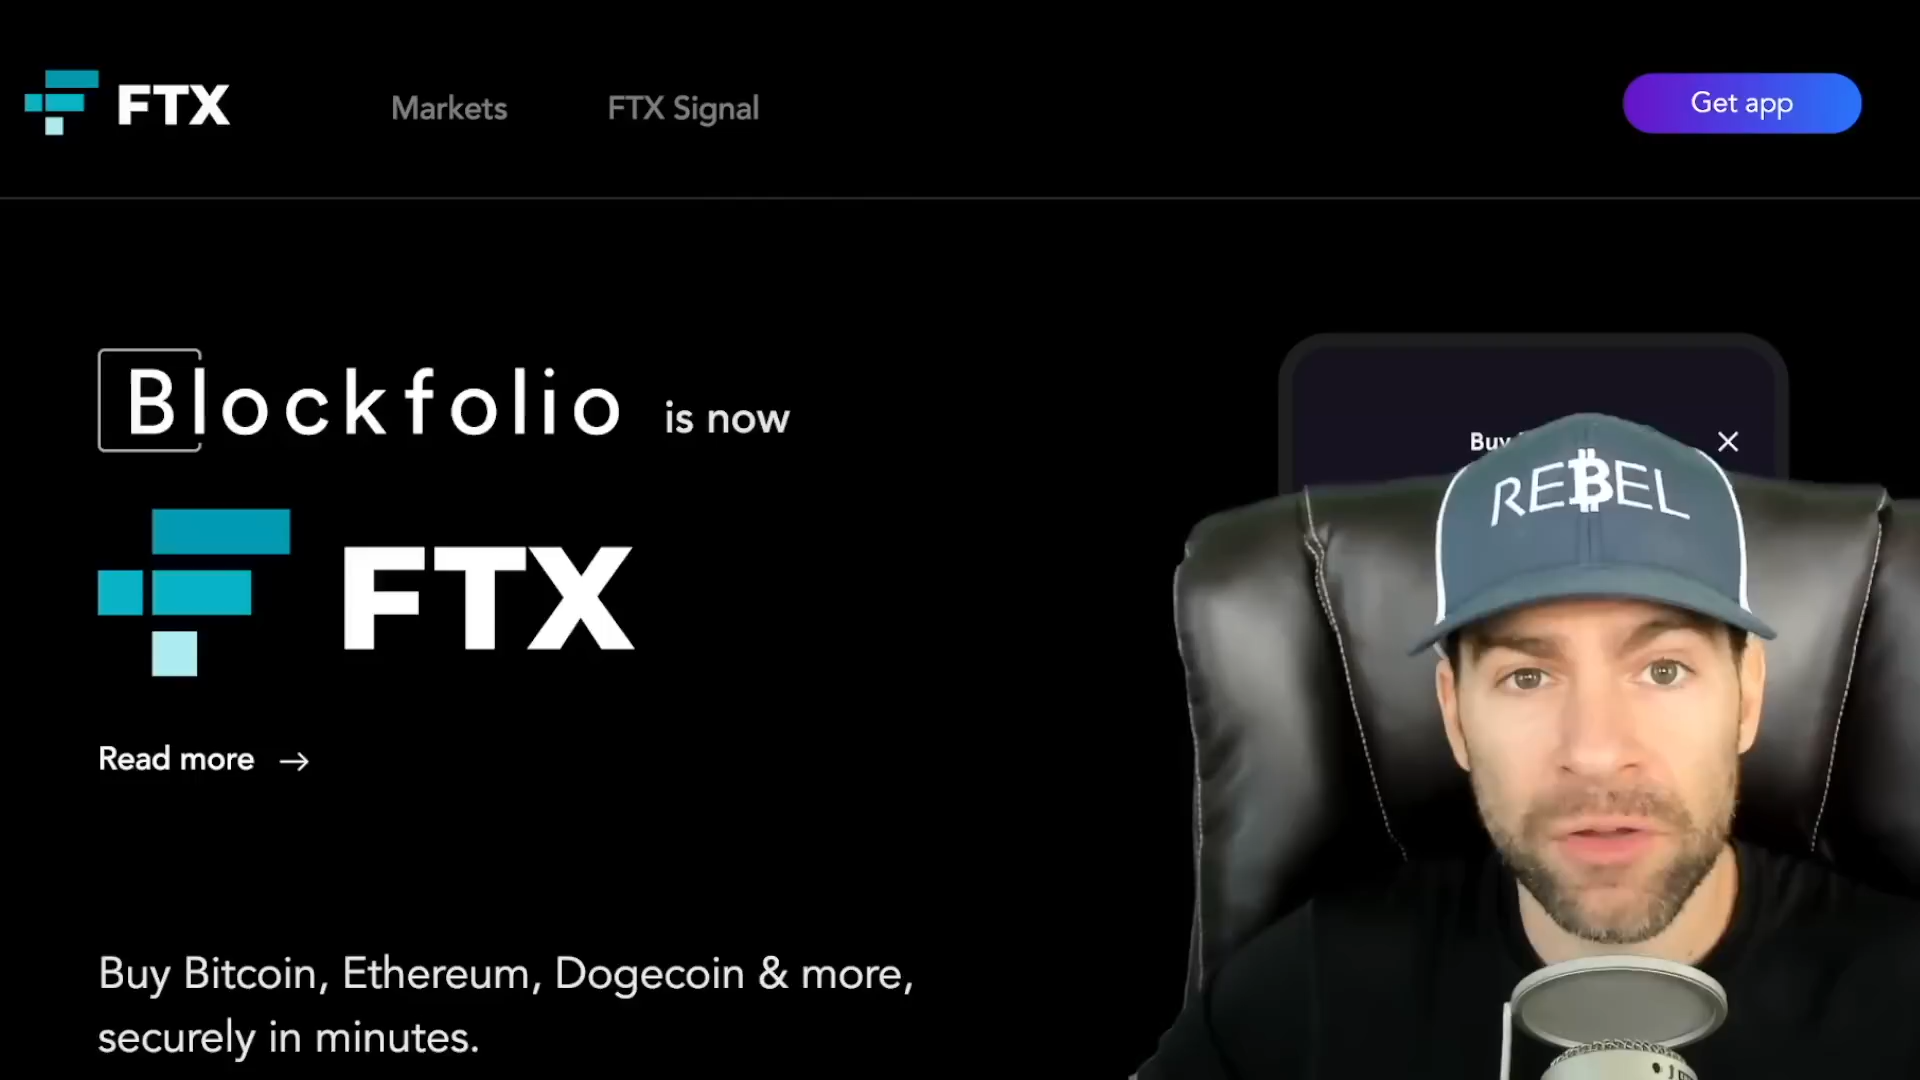 FTX
Markets
FTX Signal
Get app
Blockfolio is now
FTX
Read more
Buy Bitcoin, Ethereum, Dogecoin & more,
securely in minutes.
Buy
REBEL